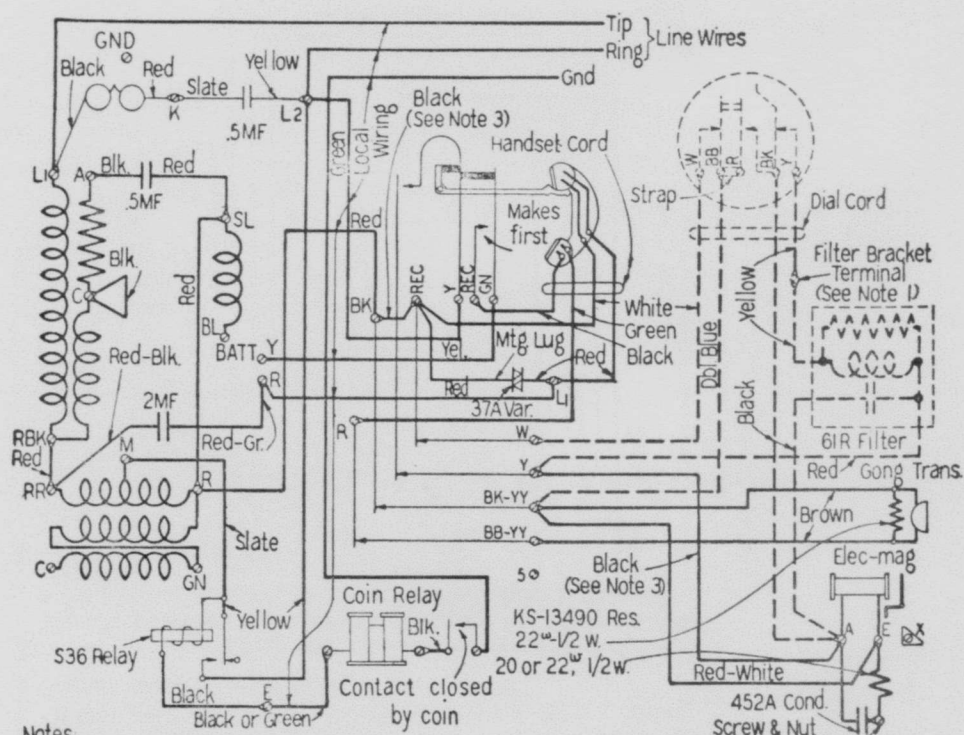 Tip
Ring
Line Wires
Gnd
GND
Black
Red
Slate
Yellow
K
.5MF
L2
Green
Local
Wiring
Black
(See Note 3)
Handset Cord
W
BB
R
BK
Y
Strap
Dial Cord
L1
A
Blk.
Red
.5MF
SL
Makes
first
Filter Bracket
Terminal
(See Note 1)
Red
Blk.
Red
C
REC
Y
REC
GN
White
Green
Black
Yellow
BK
BL
Red-Blk.
BATT.
Y
Yel.
Mtg Lug
Red
Dbl. Blue
R
Red
37A Var.
L1
Black
2MF
Red-Gr.
R
61R Filter
RBK
M
W
Red
Y
Red
Gong Trans.
RR
R
BK-YY
Brown
Slate
BB-YY
Elec-mag
C
GN
Black
(See Note 3)
S
Coin Relay
Yellow
KS-13490 Res.
22ω-1/2 W.
20 or 22ω 1/2 W.
Blk.
A
E
X
S36 Relay
Contact closed
by coin
Red-White
Black
E
Black or Green
452A Cond.
Screw & Nut
Notes